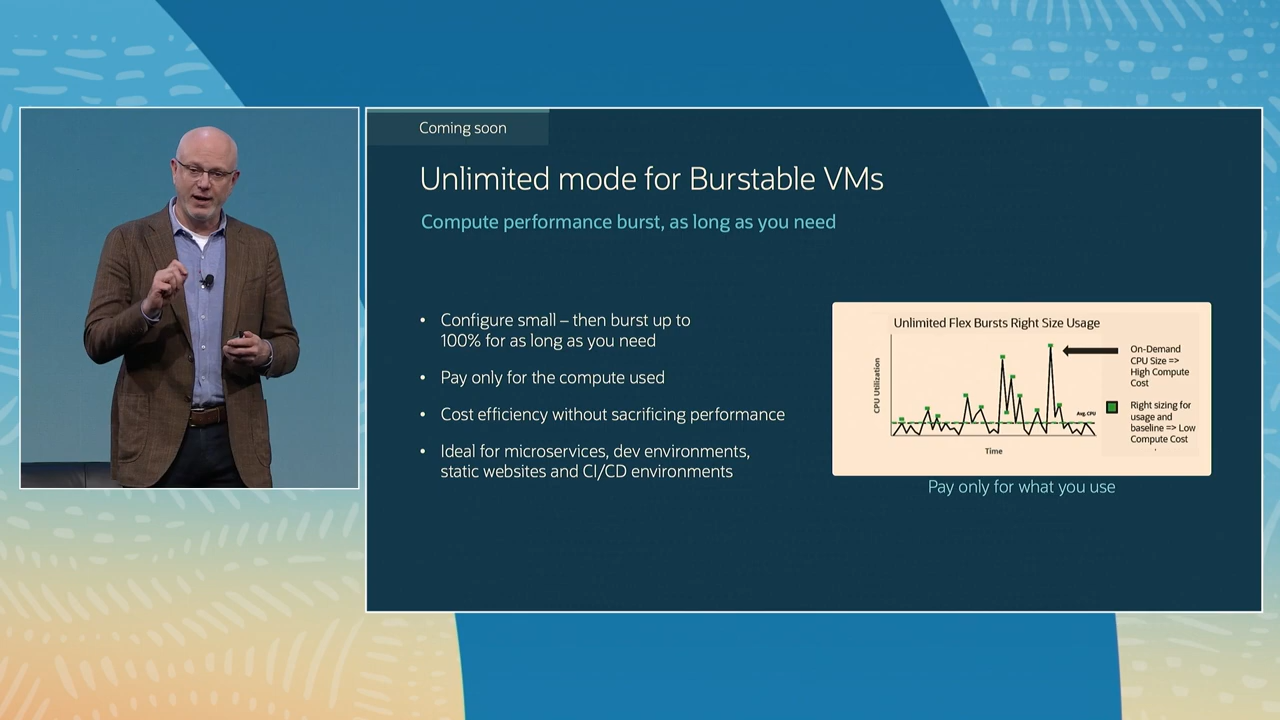 Coming soon
Unlimited mode for Burstable VMs
Compute performance burst, as long as you need
• Configure small – then burst up to
100% for as long as you need
• Pay only for the compute used
• Cost efficiency without sacrificing performance
• Ideal for microservices, dev environments,
static websites and CI/CD environments
Unlimited Flex Bursts Right Size Usage
CPU Utilization
On-Demand
CPU Size =>
High Compute
Cost
Avg. CPU
Right sizing for
usage and
baseline => Low
Compute Cost
Time
Pay only for what you use